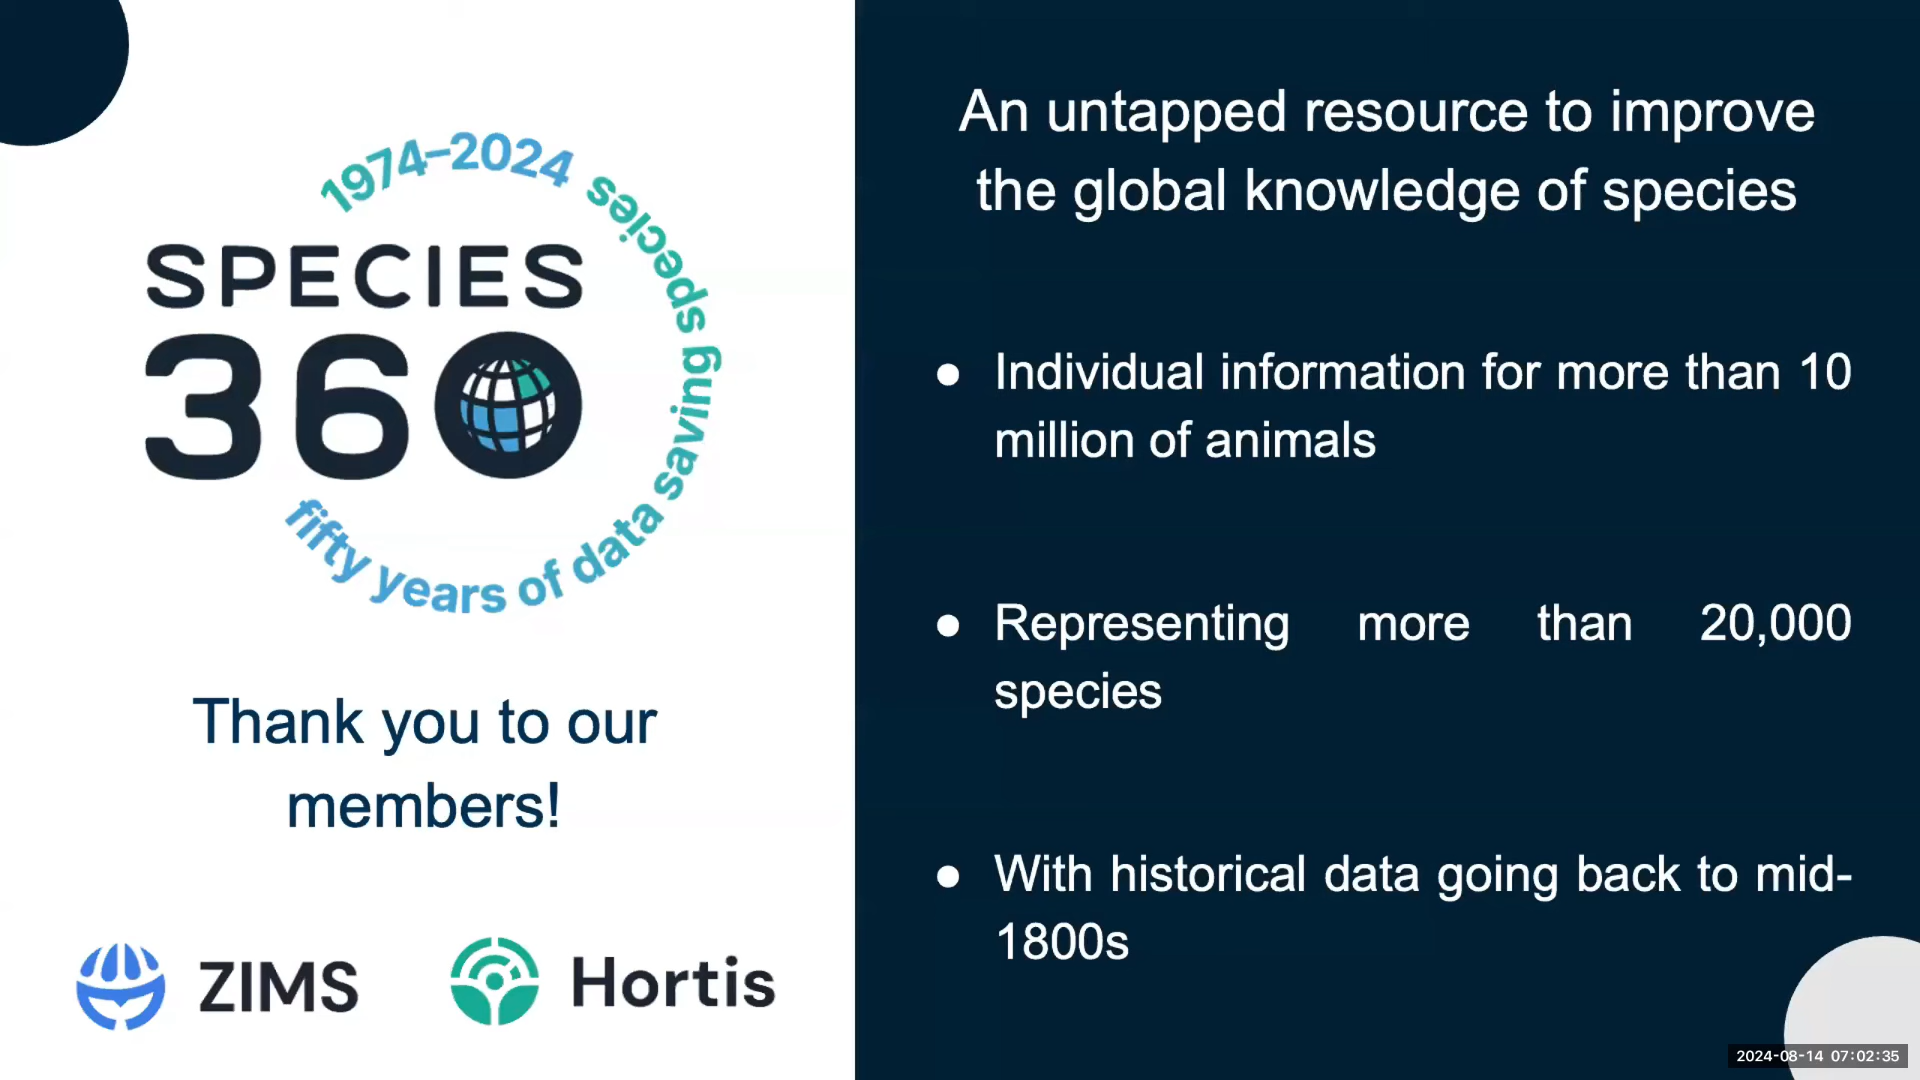 1974–2024
SPECIES
360
fifty years of data saving species
Thank you to our
members!
ZIMS
Hortis
An untapped resource to improve
the global knowledge of species
● Individual information for more than 10
million of animals
● Representing more than 20,000
species
● With historical data going back to mid-
1800s
2024-08-14 07:02:35